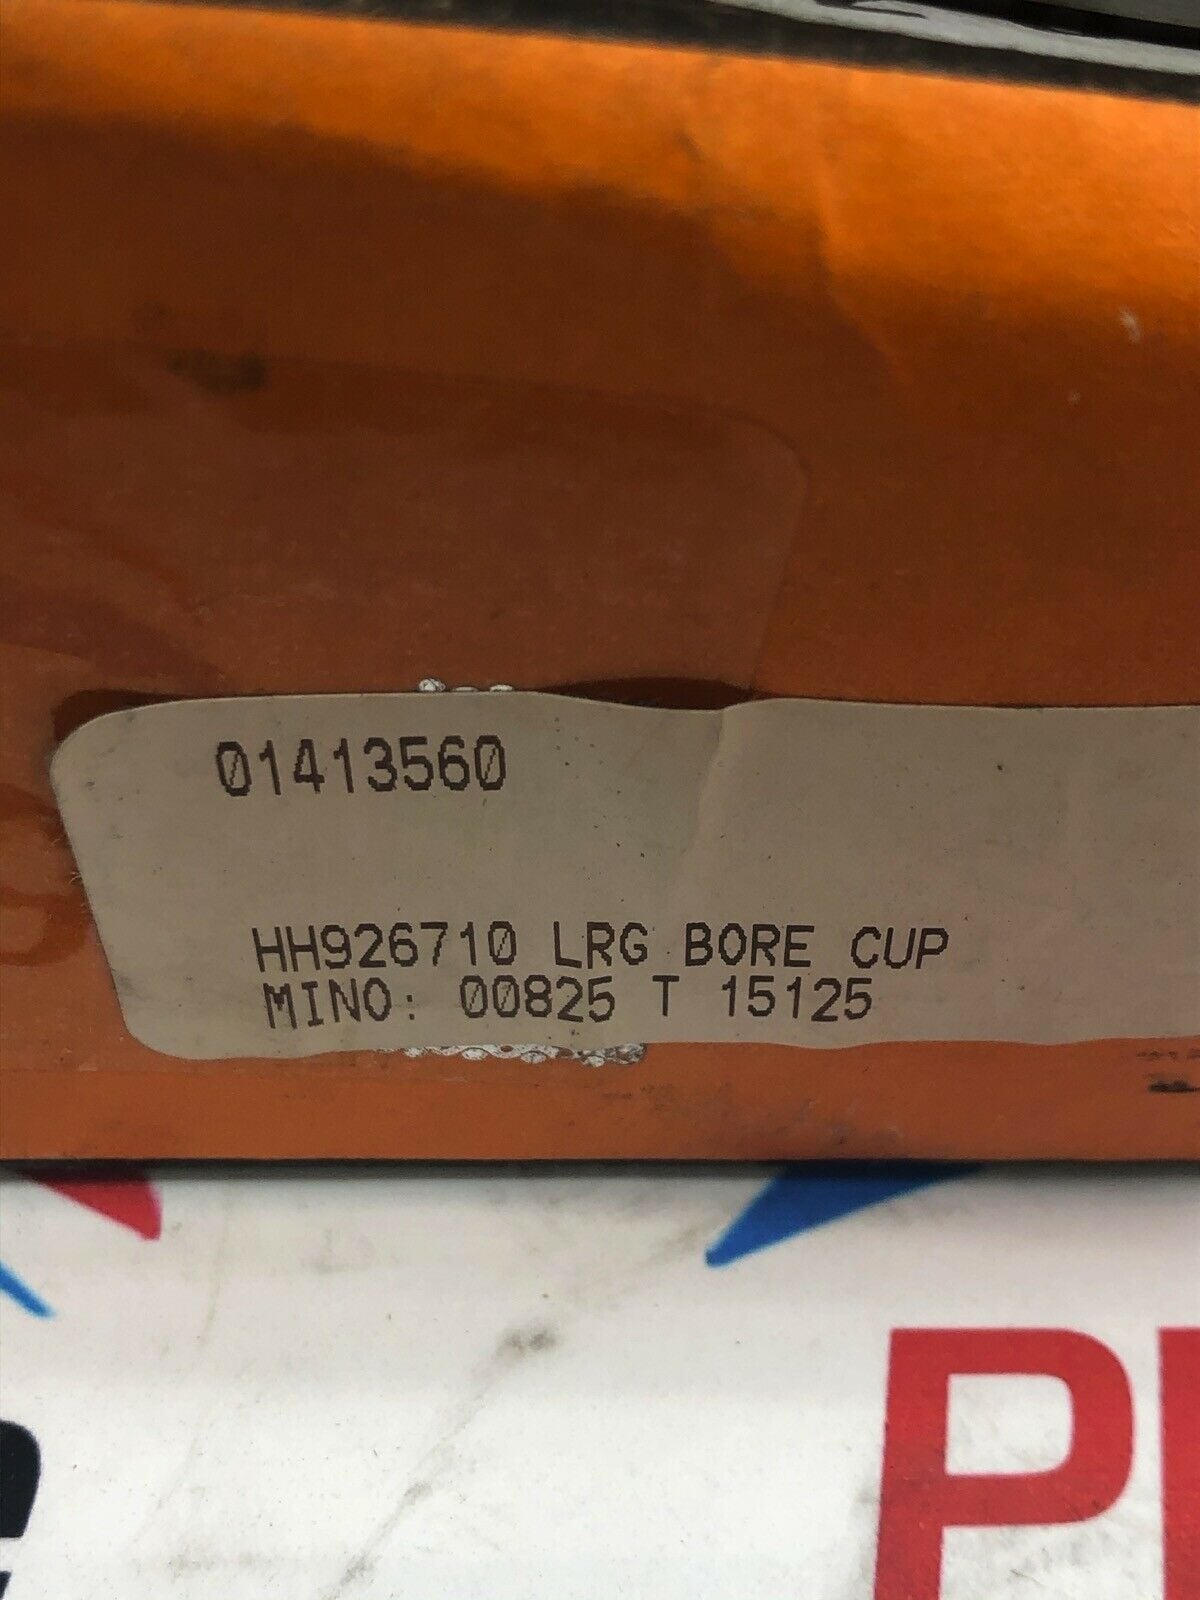 01413560
HH926710 LRG BORE CUP
MINO: 00825 T 15125
P